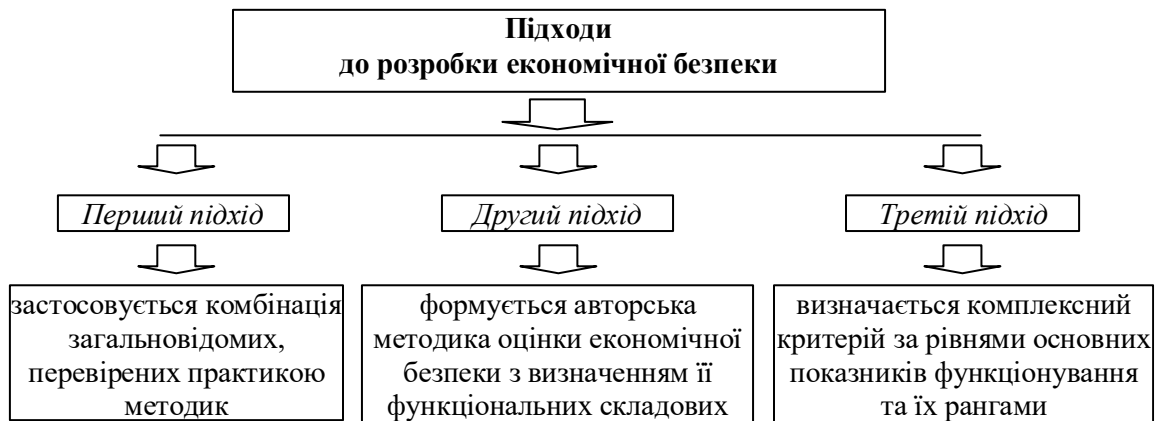 Підходи
до розробки економічної безпеки
Перший підхід
Другий підхід
Третій підхід
застосовується комбінація
загальновідомих,
перевірених практикою
методик
формується авторська
методика оцінки економічної
безпеки з визначенням її
функціональних складових
визначається комплексний
критерій за рівнями основних
показників функціонування
та їх рангами